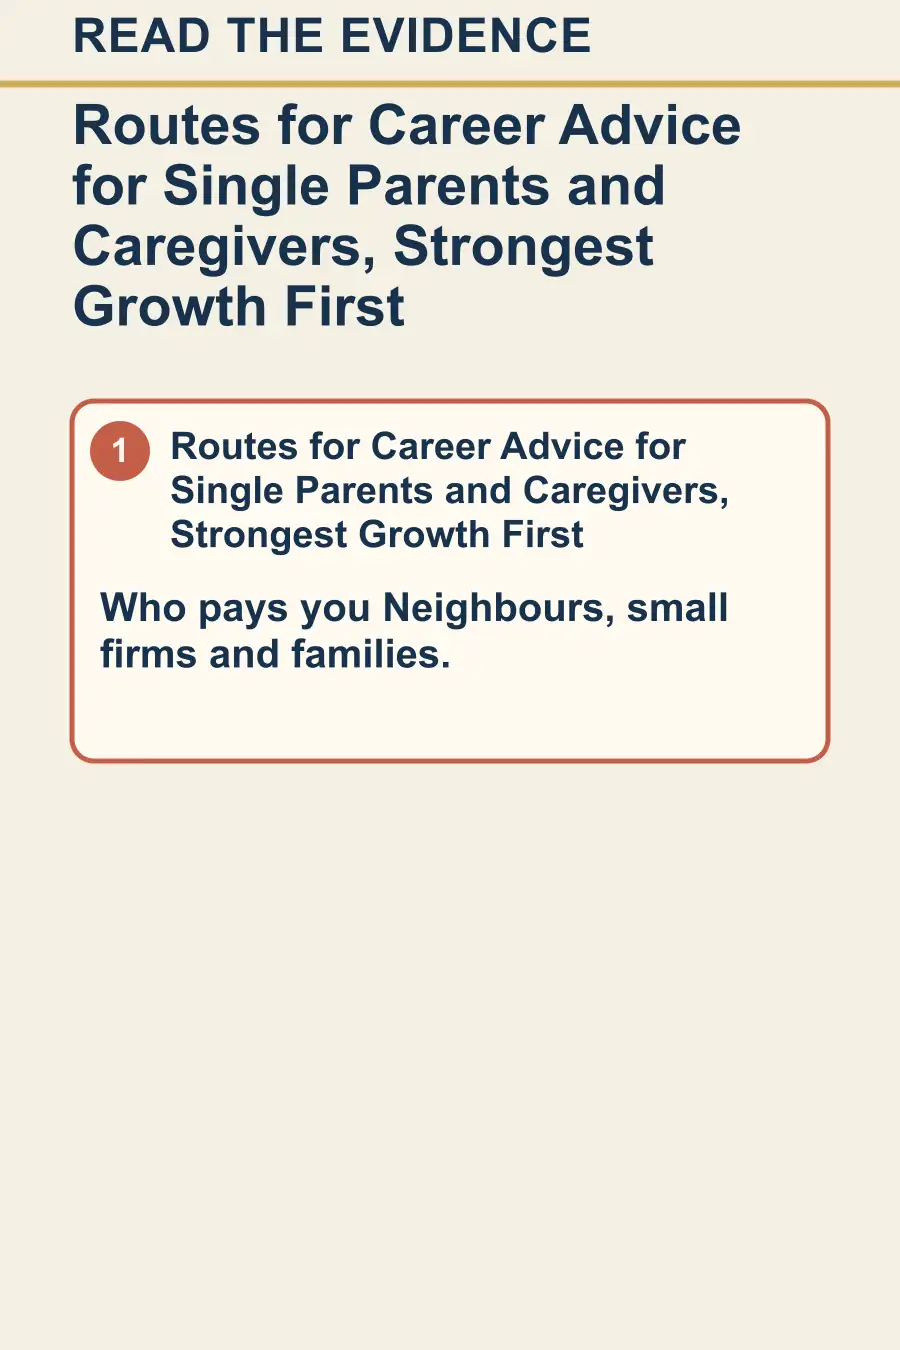 READ THE EVIDENCE
Routes for Career Advice
for Single Parents and
Caregivers, Strongest
Growth First
1
Routes for Career Advice for
Single Parents and Caregivers,
Strongest Growth First
Who pays you Neighbours, small
firms and families.